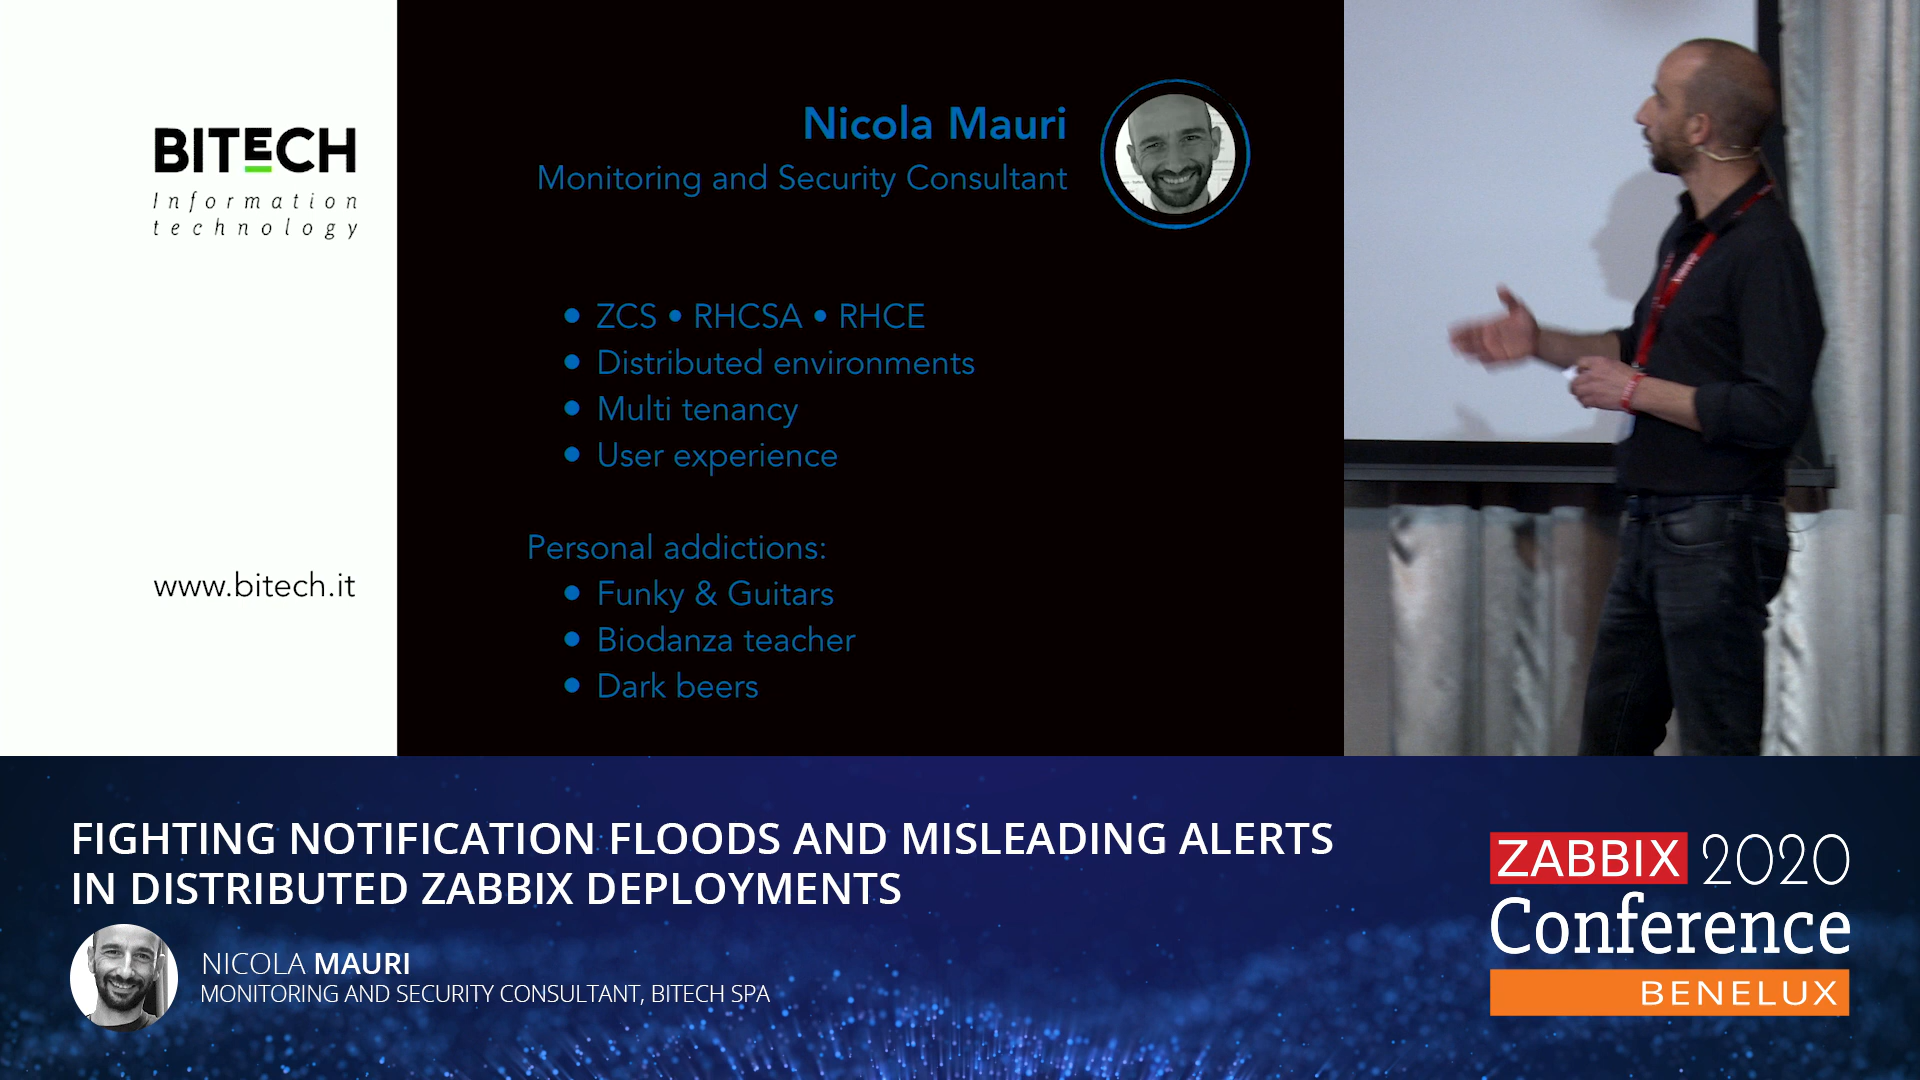 BITECH
Information
technology
www.bitech.it
Nicola Mauri
Monitoring and Security Consultant
• ZCS • RHCSA • RHCE
• Distributed environments
• Multi tenancy
• User experience
Personal addictions:
• Funky & Guitars
• Biodanza teacher
• Dark beers
FIGHTING NOTIFICATION FLOODS AND MISLEADING ALERTS
IN DISTRIBUTED ZABBIX DEPLOYMENTS
NICOLA MAURI
MONITORING AND SECURITY CONSULTANT, BITECH SPA
ZABBIX 2020
Conference
BENELUX